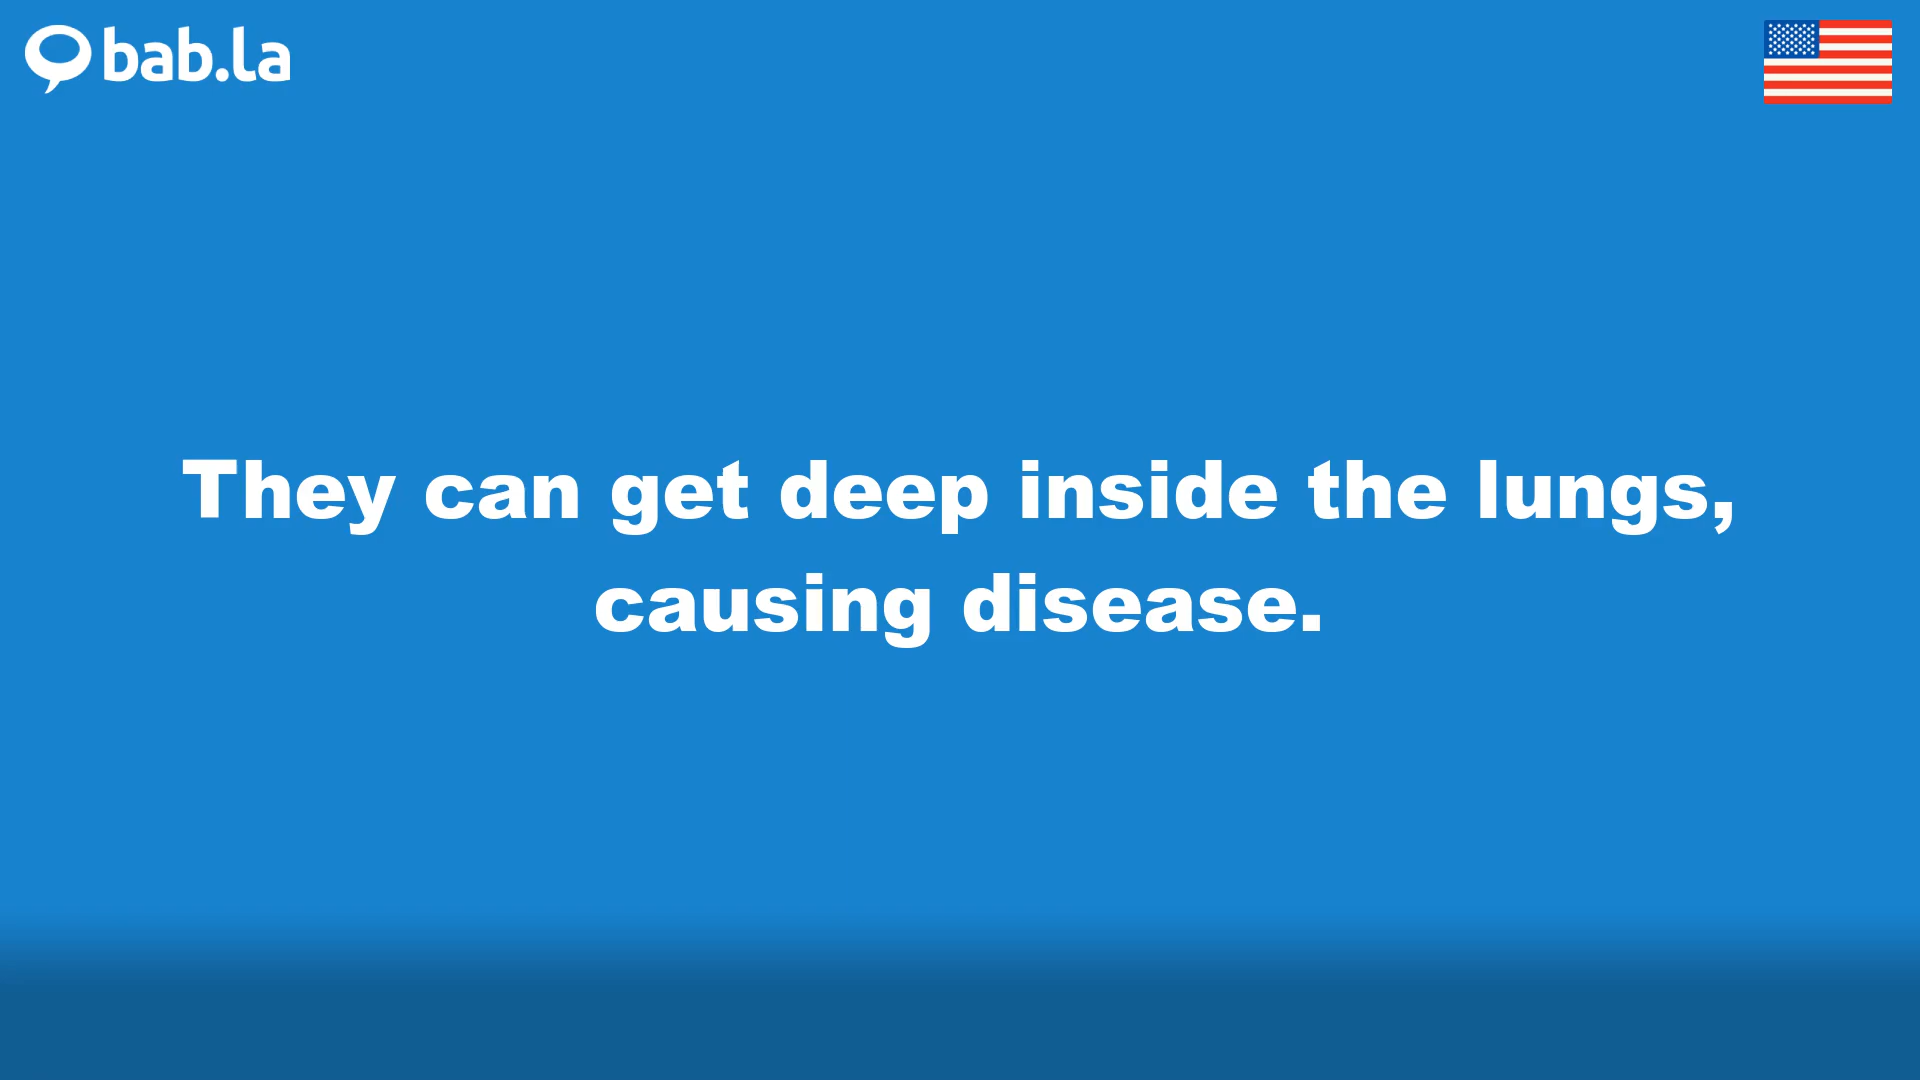 bab.la
They can get deep inside the lungs,
causing disease.